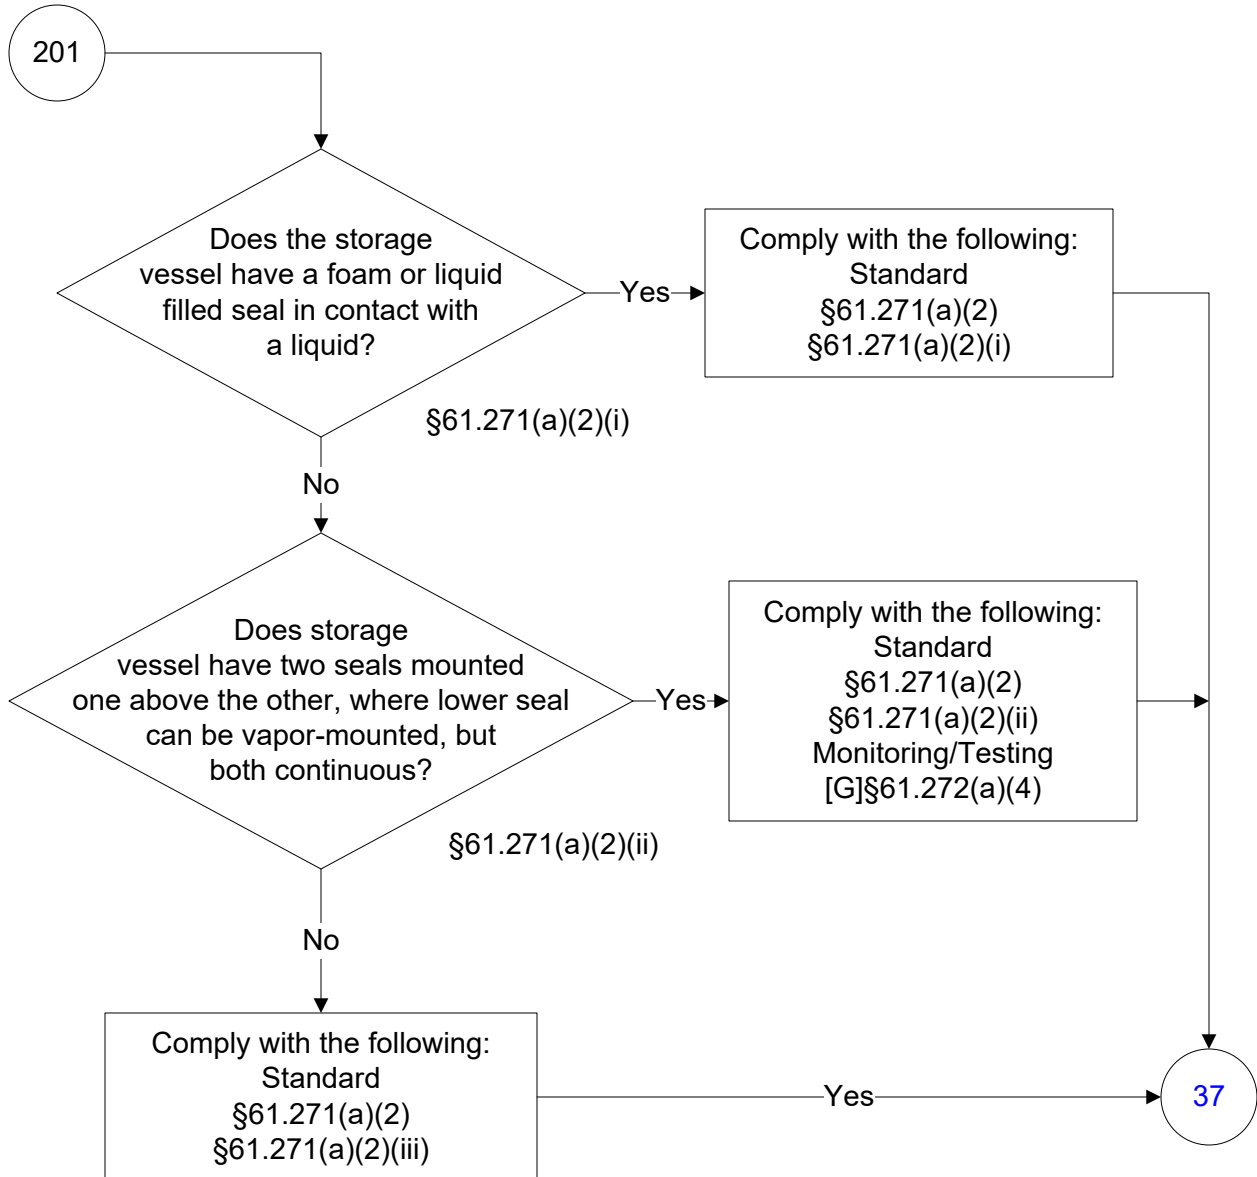 201
Does the storage
vessel have a foam or liquid
filled seal in contact with
a liquid?
Yes
Comply with the following:
Standard
§61.271(a)(2)
§61.271(a)(2)(i)
§61.271(a)(2)(i)
No
Does storage
vessel have two seals mounted
one above the other, where lower seal
can be vapor-mounted, but
both continuous?
Yes
Comply with the following:
Standard
§61.271(a)(2)
§61.271(a)(2)(ii)
Monitoring/Testing
[G]§61.272(a)(4)
§61.271(a)(2)(ii)
No
Comply with the following:
Standard
§61.271(a)(2)
§61.271(a)(2)(iii)
Yes
37